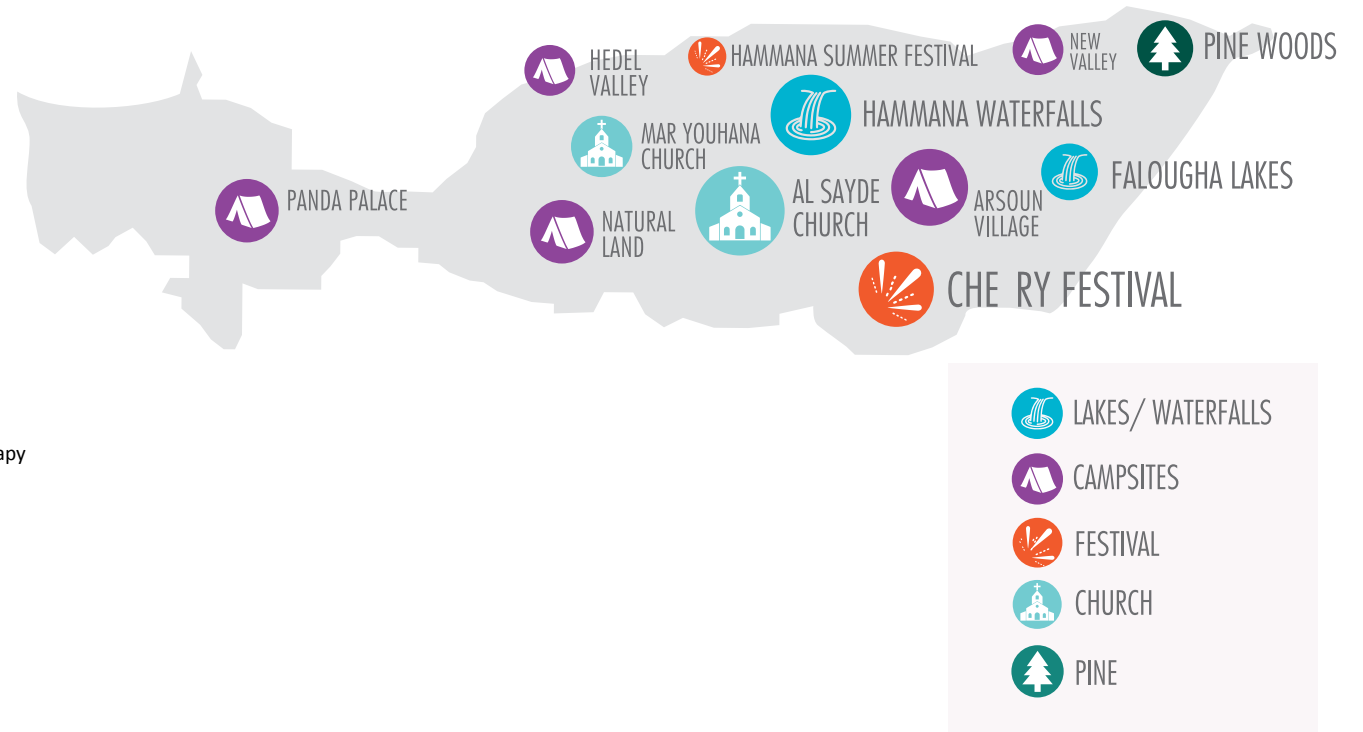 HAMMANA SUMMER FESTIVAL
NEW
VALLEY
PINE WOODS
HEDEL
VALLEY
HAMMANA WATERFALLS
MAR YOUHANA
CHURCH
FALOUGHA LAKES
PANDA PALACE
AL SAYDE
CHURCH
ARSOUN
VILLAGE
NATURAL
LAND
CHE RY FESTIVAL
LAKES/ WATERFALLS
apy
CAMPSITES
FESTIVAL
CHURCH
PINE